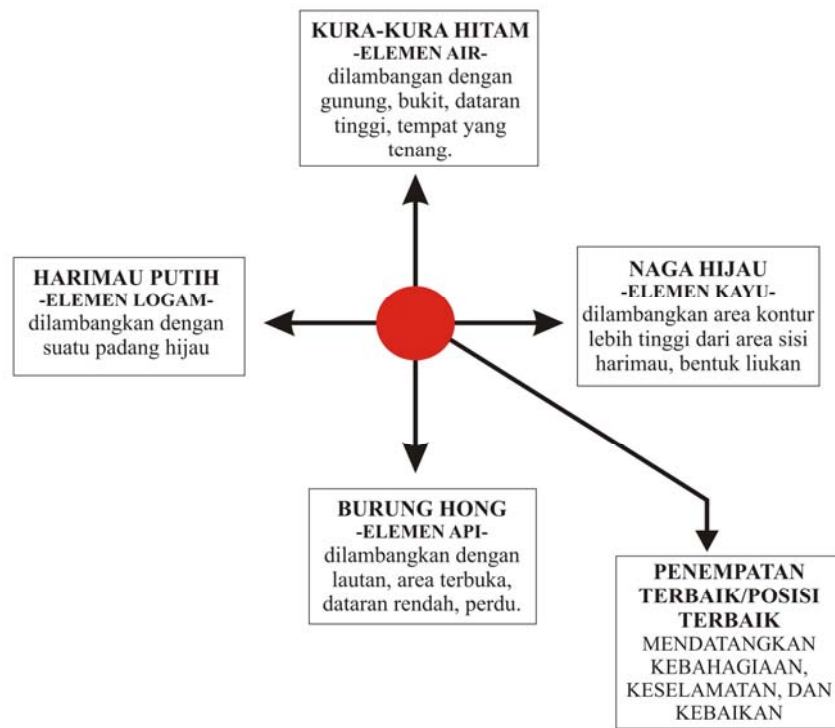 KURA-KURA HITAM
-ELEMEN AIR-
dilambangan dengan
gunung, bukit, dataran
tinggi, tempat yang
tenang.
HARIMAU PUTIH
-ELEMEN LOGAM-
dilambangkan dengan
suatu padang hijau
NAGA HIJAU
-ELEMEN KAYU-
dilambangkan area kontur
lebih tinggi dari area sisi
harimau, bentuk liukan
BURUNG HONG
-ELEMEN API-
dilambangkan dengan
lautan, area terbuka,
dataran rendah, perdu.
PENEMPATAN
TERBAIK/POSISI
TERBAIK
MENDATANGKAN
KEBAHAGIAAN,
KESELAMATAN, DAN
KEBAIKAN